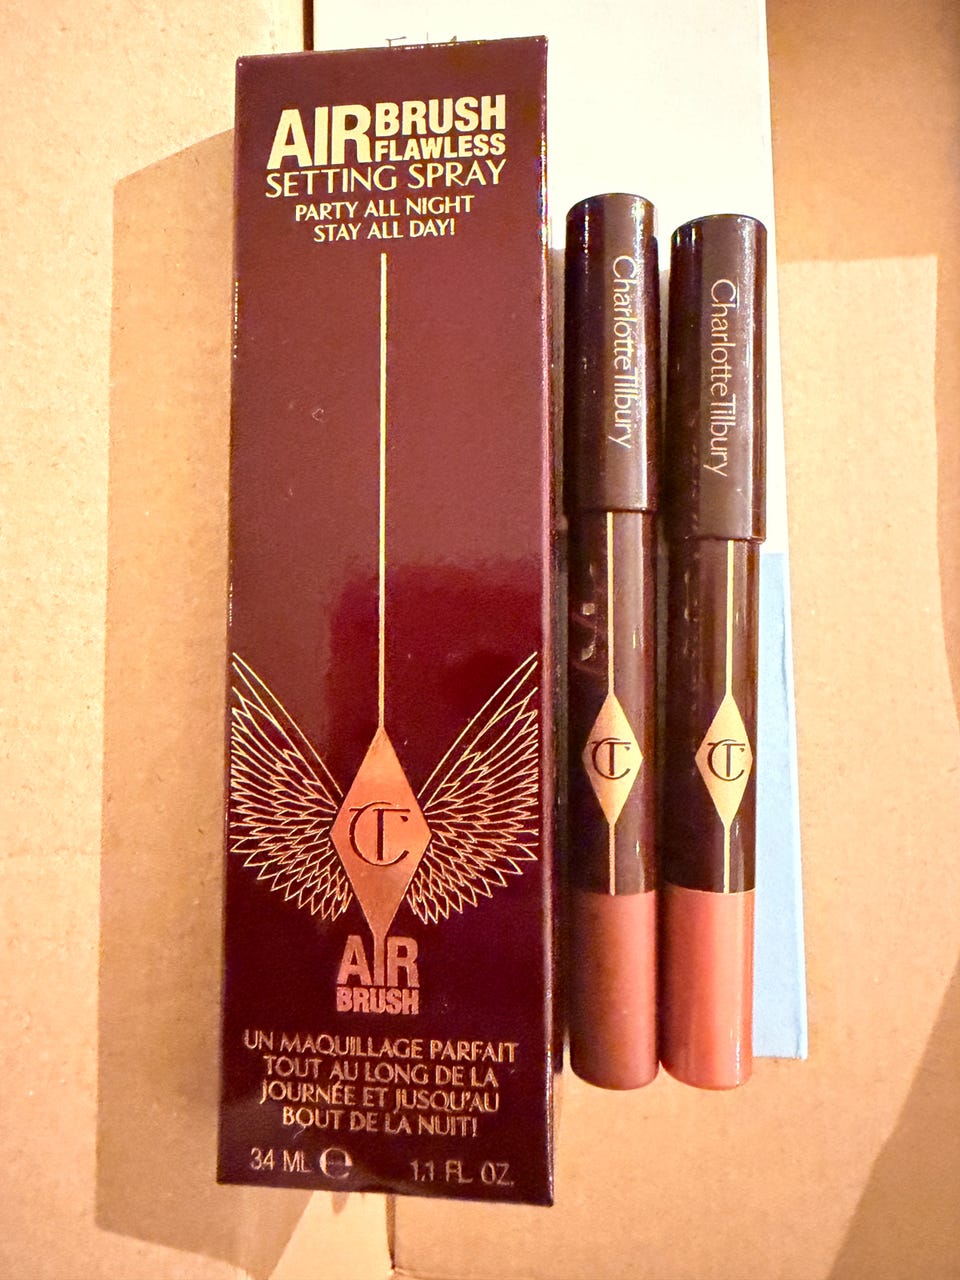 AIRBRUSH
FLAWLESS
SETTING SPRAY
PARTY ALL NIGHT
STAY ALL DAY!
CT
AIR
BRUSH
UN MAQUILLAGE PARFAIT
TOUT AU LONG DE LA
JOURNÉE ET JUSQU'AU
BOUT DE LA NUIT!
34 ML e 1.1 FL. OZ.
Charlotte Tilbury
CT
Charlotte Tilbury
CT